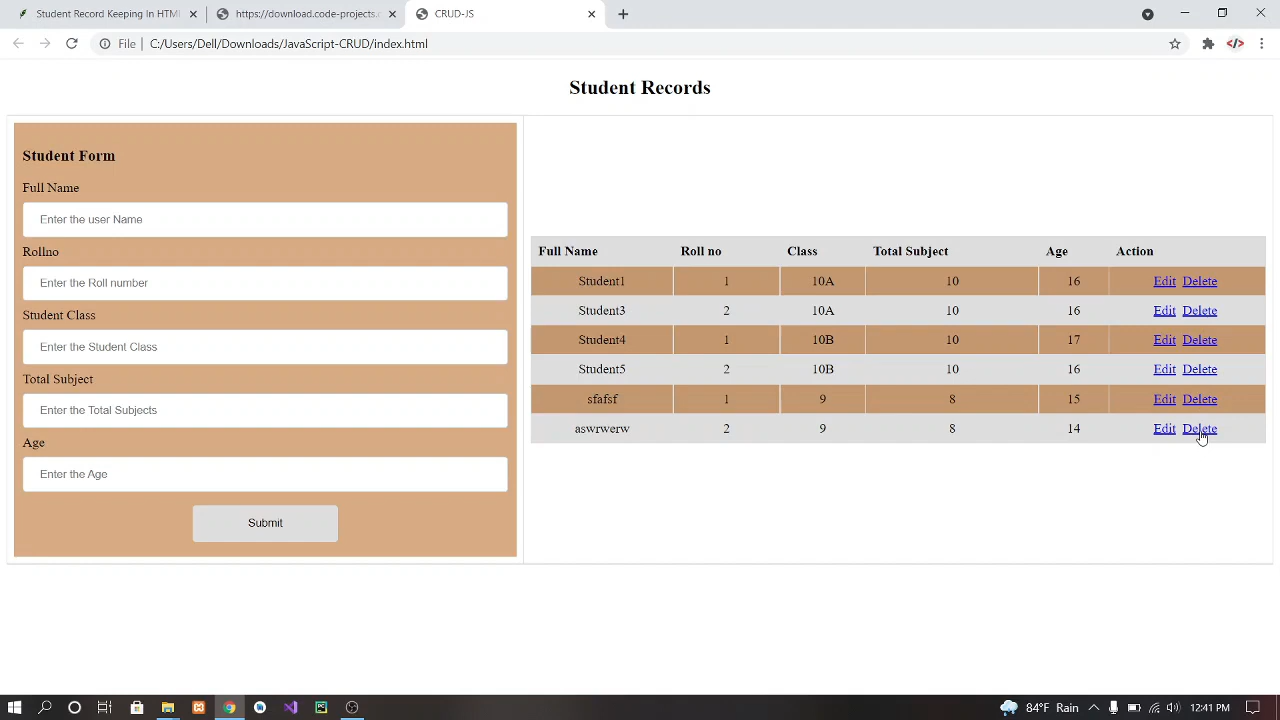 Student Record Keeping In HTML
https://download.code-projects.
CRUD-JS
File | C:/Users/Dell/Downloads/JavaScript-CRUD/index.html
Student Records
Student Form
Full Name
Enter the user Name
Rollno
Enter the Roll number
Student Class
Enter the Student Class
Total Subject
Enter the Total Subjects
Age
Enter the Age
Submit
Full Name Roll no Class Total Subject Age Action
Student1 1 10A 10 16 Edit Delete
Student3 2 10A 10 16 Edit Delete
Student4 1 10B 10 17 Edit Delete
Student5 2 10B 10 16 Edit Delete
sfafsf 1 9 8 15 Edit Delete
aswrwerw 2 9 8 14 Edit Delete
84°F Rain 12:41 PM